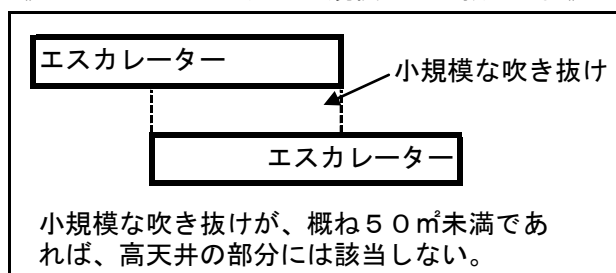 エスカレーター
小規模な吹き抜け
エスカレーター
小規模な吹き抜けが、概ね５０㎡未満であ
れば、高天井の部分には該当しない。